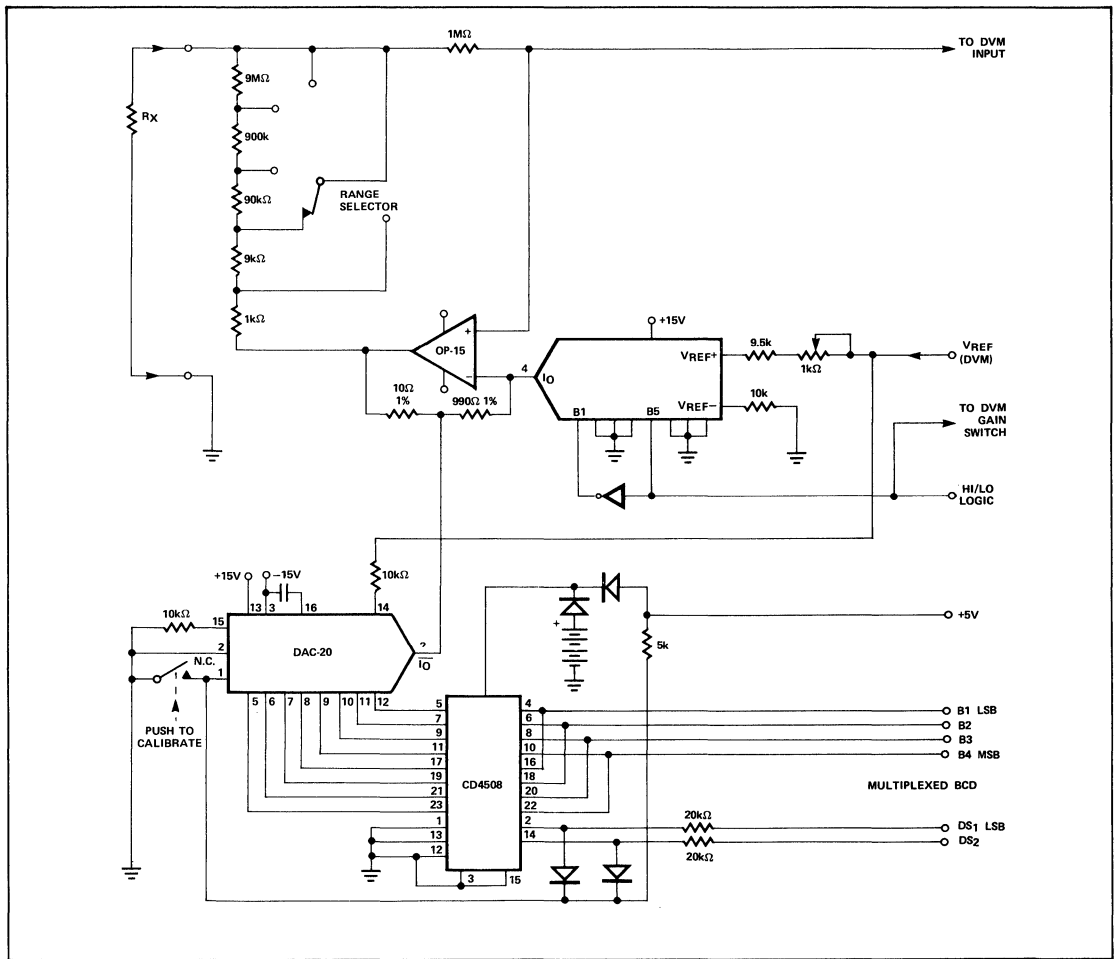 1MΩ
TO DVM
INPUT
9MΩ
RX
900k
90kΩ
RANGE
SELECTOR
9kΩ
1kΩ
+15V
OP-15
+
−
4
IO
VREF+
9.5k
1kΩ
VREF
(DVM)
10Ω
1%
990Ω 1%
B1
B5
VREF−
10k
TO DVM
GAIN
SWITCH
HI/LO
LOGIC
+15V
−15V
10kΩ
13
3
16
14
10kΩ
15
2
1
DAC-20
?
IO
N.C.
PUSH TO
CALIBRATE
5
6
7
8
9
10
11
12
+
5k
+5V
5
7
9
11
17
19
21
23
1
13
12
CD4508
4
6
8
10
16
18
20
22
2
14
3
15
B1 LSB
B2
B3
B4 MSB
MULTIPLEXED BCD
20kΩ
DS1 LSB
DS2
20kΩ